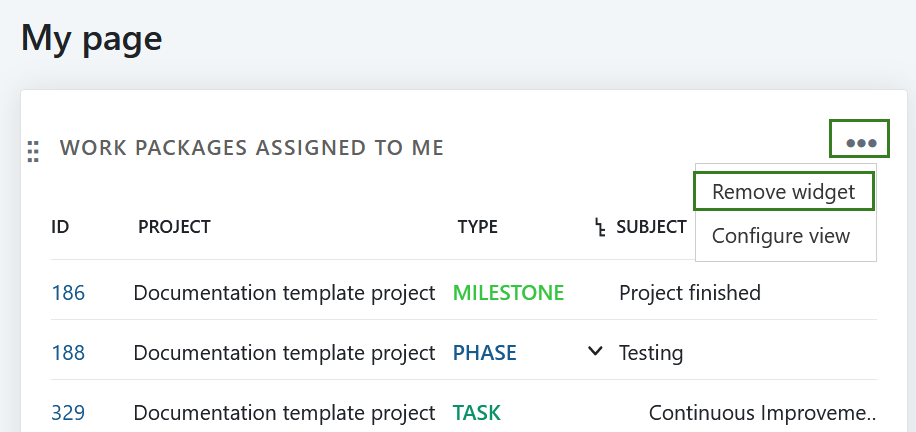 My page
WORK PACKAGES ASSIGNED TO ME
Remove widget
Configure view
ID PROJECT TYPE SUBJECT
186 Documentation template project MILESTONE Project finished
188 Documentation template project PHASE Testing
329 Documentation template project TASK Continuous Improveme..